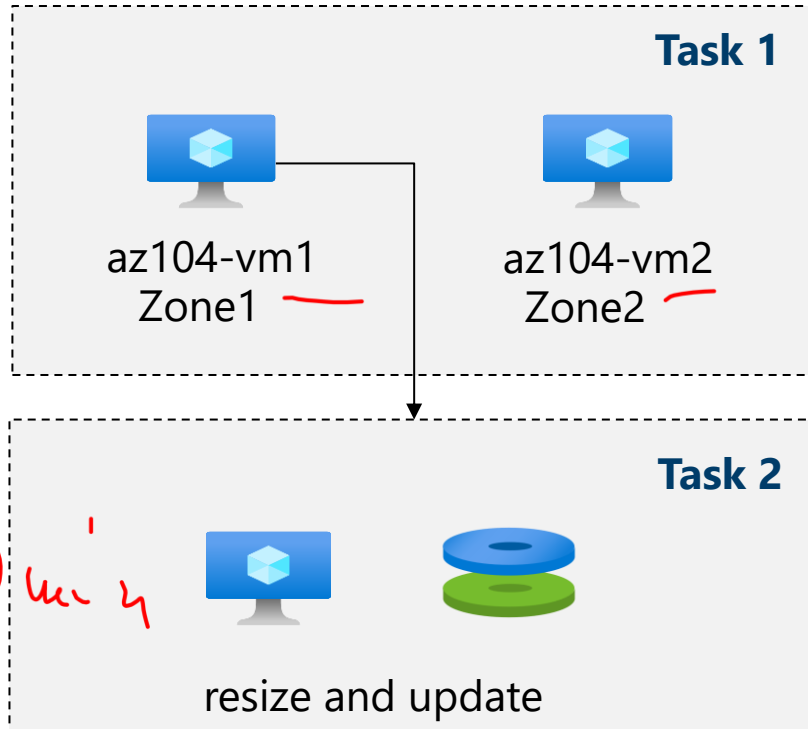 Task 1
az104-vm1
Zone1
az104-vm2
Zone2
Task 2
resize and update